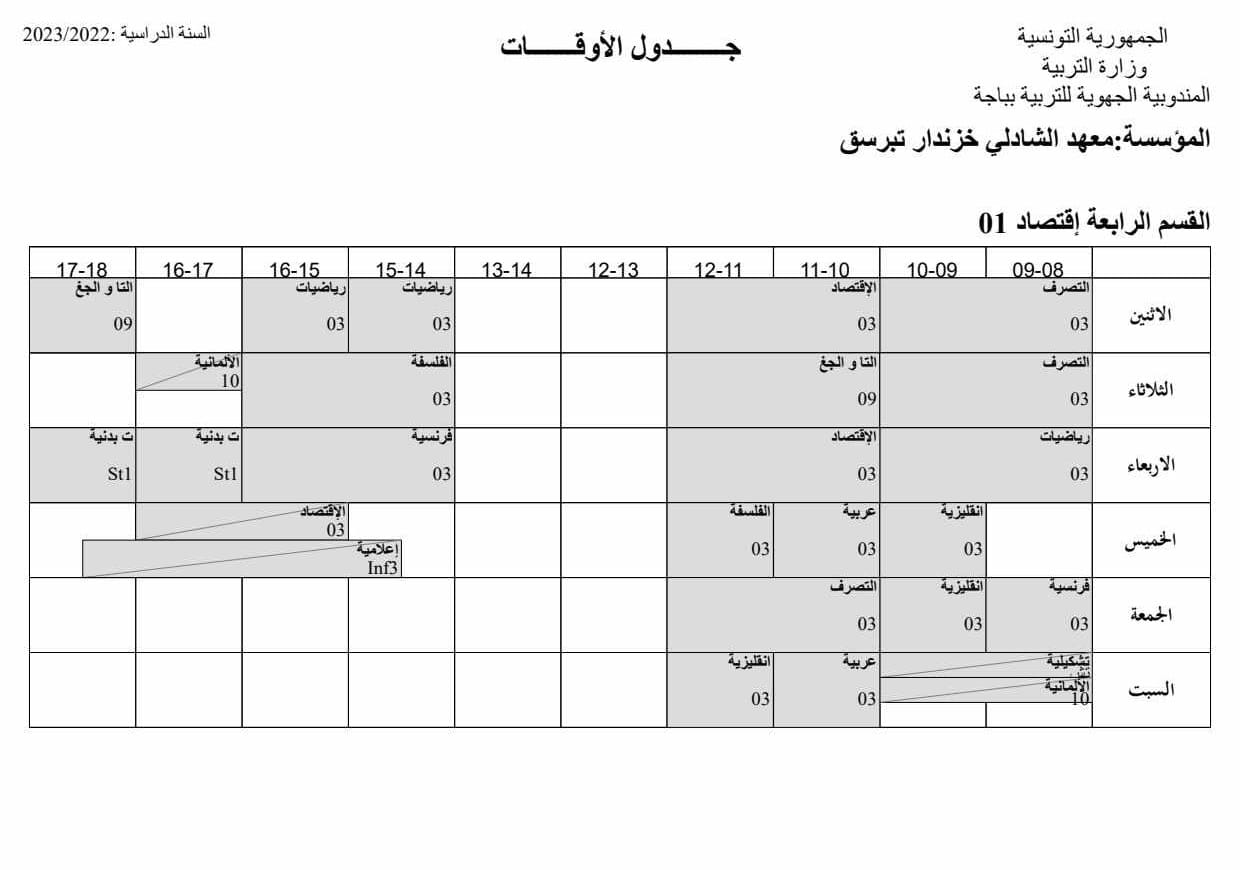 الجمهورية التونسية
وزارة التربية
المندوبية الجهوية للتربية بباجة
جـــــدول الأوقـــــات
السنة الدراسية :2023/2022
المؤسسة:معهد الشادلي خزندار تبرسق
القسم الرابعة إقتصاد 01
09-08 10-09 11-10 12-11 12-13 13-14 15-14 16-15 16-17 17-18
الاثنين
التصرف الإقتصاد رياضيات رياضيات التا و الجغ
03 03 03 03 09
الثلاثاء
التصرف التا و الجغ الفلسفة الألمانية
03 09 03 10
الاربعاء
رياضيات الإقتصاد فرنسية ت بدنية ت بدنية
03 03 03 St1 St1
الخميس
انقليزية عربية الفلسفة الإقتصاد
03 03 03 03
إعلامية
Inf3
الجمعة
فرنسية انقليزية التصرف
03 03 03
السبت
تشكيلية عربية انقليزية
الألمانية
10 03 03